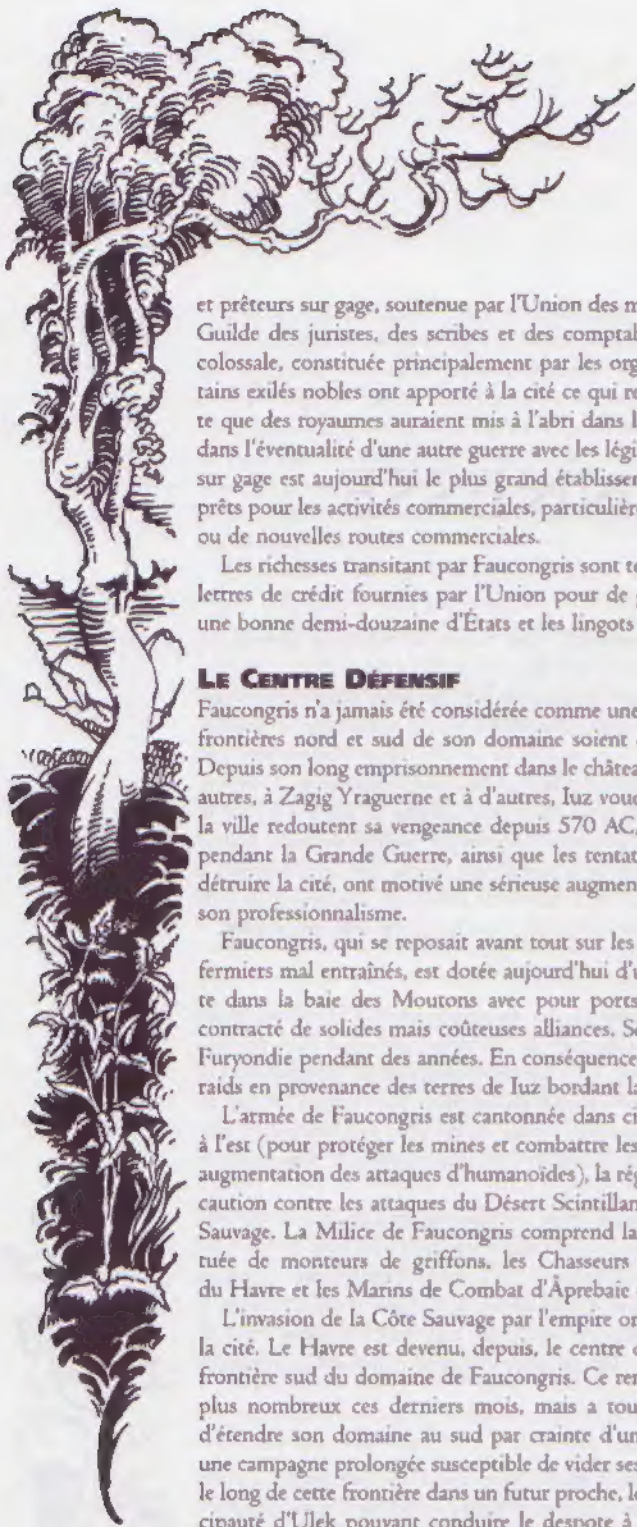 et prêteurs sur gage, soutenue par l'Union des m
Guilde des juristes, des scribes et des comptab
colossale, constituée principalement par les org
tains exilés nobles ont apporté à la cité ce qui re
te que des royaumes auraient mis à l'abri dans l
dans l'éventualité d'une autre guerre avec les légi
sur gage est aujourd'hui le plus grand établissem
prêts pour les activités commerciales, particulière
ou de nouvelles routes commerciales.
Les richesses transitant par Faucongris sont te
lettres de crédit fournies par l'Union pour de
une bonne demi-douzaine d'États et les lingots
LE CENTRE DÉFENSIF
Faucongris n'a jamais été considérée comme une
frontières nord et sud de son domaine soient
Depuis son long emprisonnement dans le châtea
autres, à Zagig Yraguerne et à d'autres, Iuz voue
la ville redoutent sa vengeance depuis 570 AC.
pendant la Grande Guerre, ainsi que les tentat
détruire la cité, ont motivé une sérieuse augmen
son professionnalisme.
Faucongris, qui se reposait avant tout sur les
fermiers mal entraînés, est dotée aujourd'hui d'u
te dans la baie des Moutons avec pour ports
contracté de solides mais coûteuses alliances. Se
Furyondie pendant des années. En conséquence
raids en provenance des terres de Iuz bordant la
L'armée de Faucongris est cantonnée dans ci
à l'est (pour protéger les mines et combattre les
augmentation des attaques d'humanoïdes), la rég
caution contre les attaques du Désert Scintillan
Sauvage. La Milice de Faucongris comprend la
tuée de monteurs de griffons, les Chasseurs
du Havre et les Marins de Combat d'Âprebaie
L'invasion de la Côte Sauvage par l'empire or
la cité. Le Havre est devenu, depuis, le centre
frontière sud du domaine de Faucongris. Ce ren
plus nombreux ces derniers mois, mais a tou
d'étendre son domaine au sud par crainte d'un
une campagne prolongée susceptible de vider ses
le long de cette frontière dans un futur proche, le
cipauté d'Ulek pouvant conduire le despote à